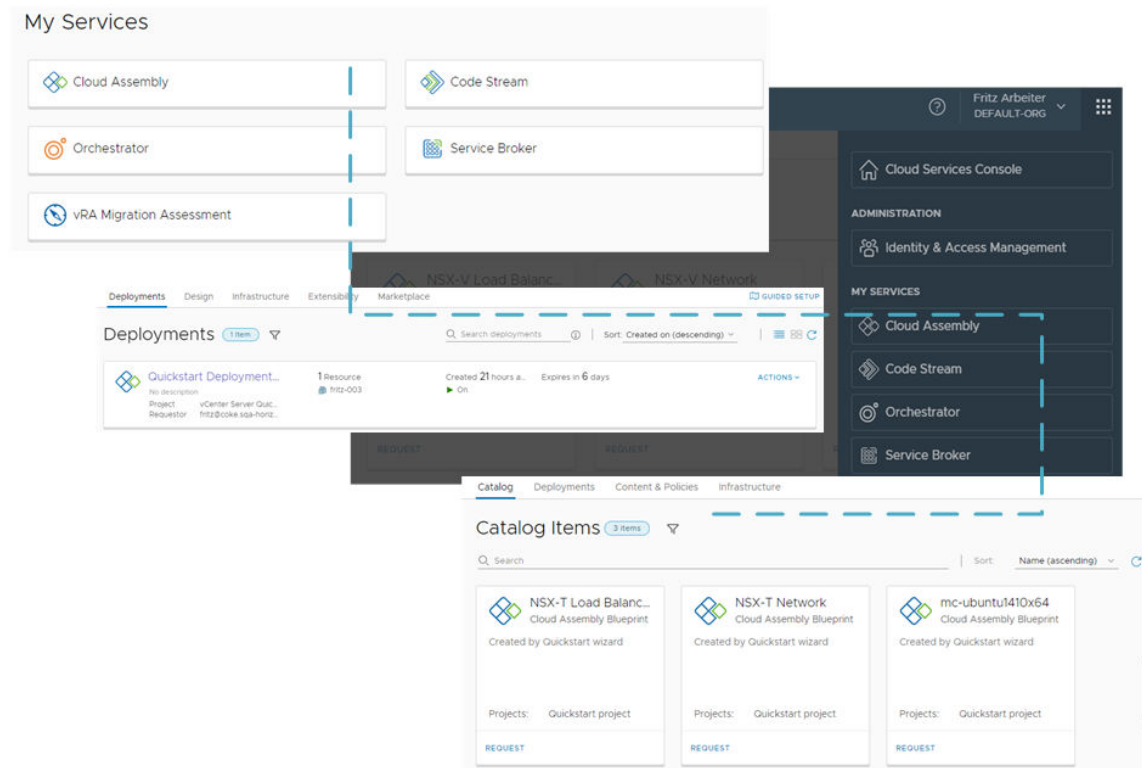 My Services
Cloud Assembly
Code Stream
Orchestrator
Service Broker
vRA Migration Assessment
Fritz Arbeiter
DEFAULT-ORG
Cloud Services Console
ADMINISTRATION
Identity & Access Management
MY SERVICES
Cloud Assembly
Code Stream
Orchestrator
Service Broker
NSX-V Load Balanc...
NSX-V Network
REQUEST
REQUEST
Deployments Design Infrastructure Extensibility Marketplace
GUIDED SETUP
Deployments 1 item
Search deployments
Sort: Created on (descending)
Quickstart Deployment...
No description
Project vCenter Server Quic...
Requestor fritz@coke.sqa-horiz...
1 Resource
fritz-003
Created 21 hours a...
On
Expires in 6 days
ACTIONS
Catalog Deployments Content & Policies Infrastructure
Catalog Items 3 items
Search
Sort: Name (ascending)
NSX-T Load Balanc...
Cloud Assembly Blueprint
Created by Quickstart wizard
Projects: Quickstart project
REQUEST
NSX-T Network
Cloud Assembly Blueprint
Created by Quickstart wizard
Projects: Quickstart project
REQUEST
mc-ubuntu1410x64
Cloud Assembly Blueprint
Created by Quickstart wizard
Projects: Quickstart project
REQUEST